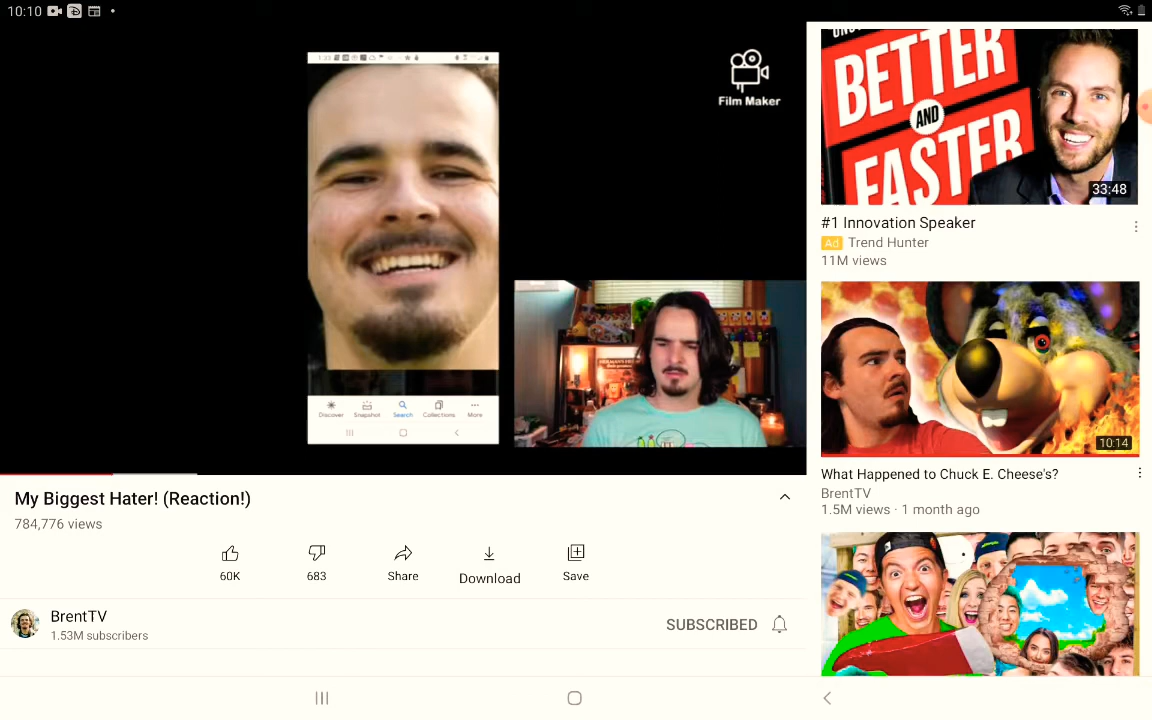 10:10
Film Maker
Discover Snapshot Search Collections More
My Biggest Hater! (Reaction!)
784,776 views
60K
683
Share
Download
Save
BrentTV
1.53M subscribers
SUBSCRIBED
BETTER
AND
FASTER
33:48
#1 Innovation Speaker
Ad Trend Hunter
11M views
10:14
What Happened to Chuck E. Cheese's?
BrentTV
1.5M views · 1 month ago